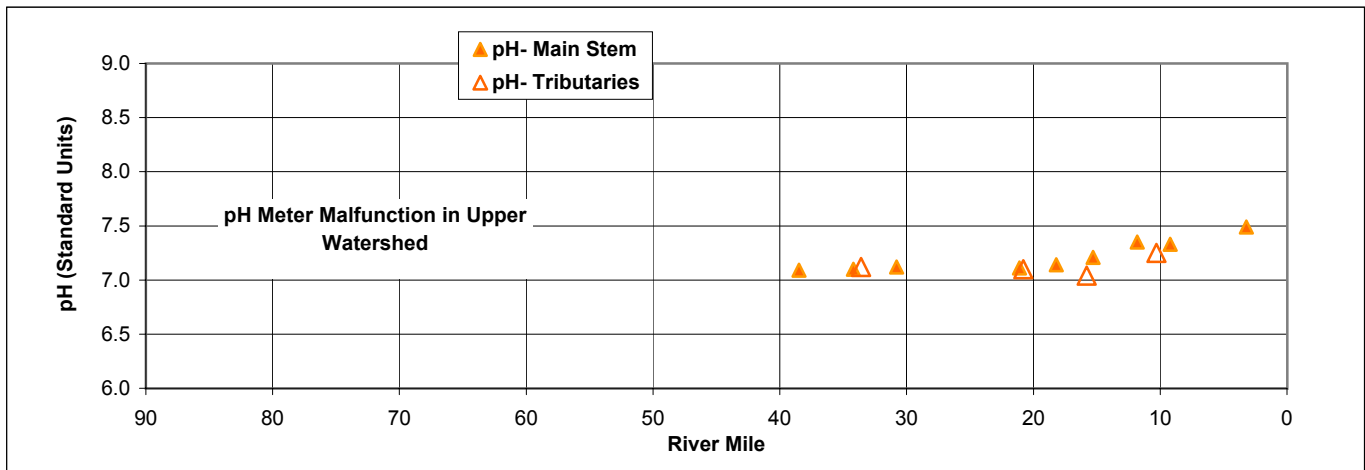 pH- Main Stem
pH- Tributaries
pH (Standard Units)
9.0
8.5
8.0
7.5
7.0
6.5
6.0
pH Meter Malfunction in Upper
Watershed
90 80 70 60 50 40 30 20 10 0
River Mile